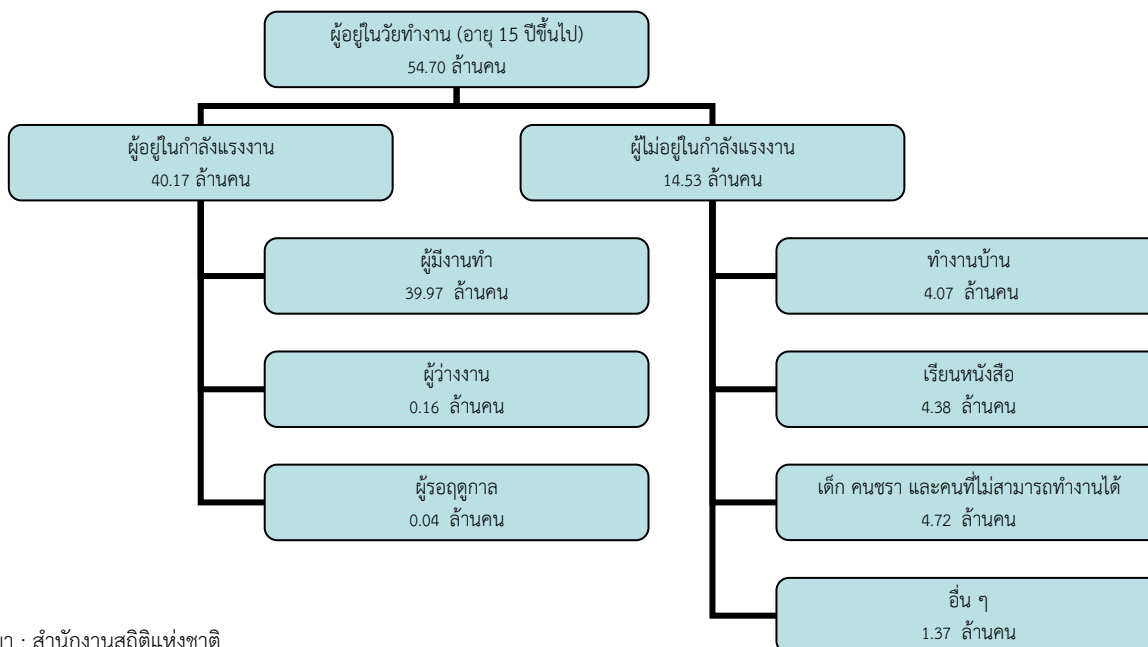 ผู้อยู่ในวัยทำงาน (อายุ 15 ปีขึ้นไป)
54.70 ล้านคน
ผู้อยู่ในกำลังแรงงาน
40.17 ล้านคน
ผู้ไม่อยู่ในกำลังแรงงาน
14.53 ล้านคน
ผู้มีงานทำ
39.97 ล้านคน
ทำงานบ้าน
4.07 ล้านคน
ผู้ว่างงาน
0.16 ล้านคน
เรียนหนังสือ
4.38 ล้านคน
ผู้รอฤดูกาล
0.04 ล้านคน
เด็ก คนชรา และคนที่ไม่สามารถทำงานได้
4.72 ล้านคน
อื่น ๆ
1.37 ล้านคน
: สำนักงานสถิติแห่งชาติ